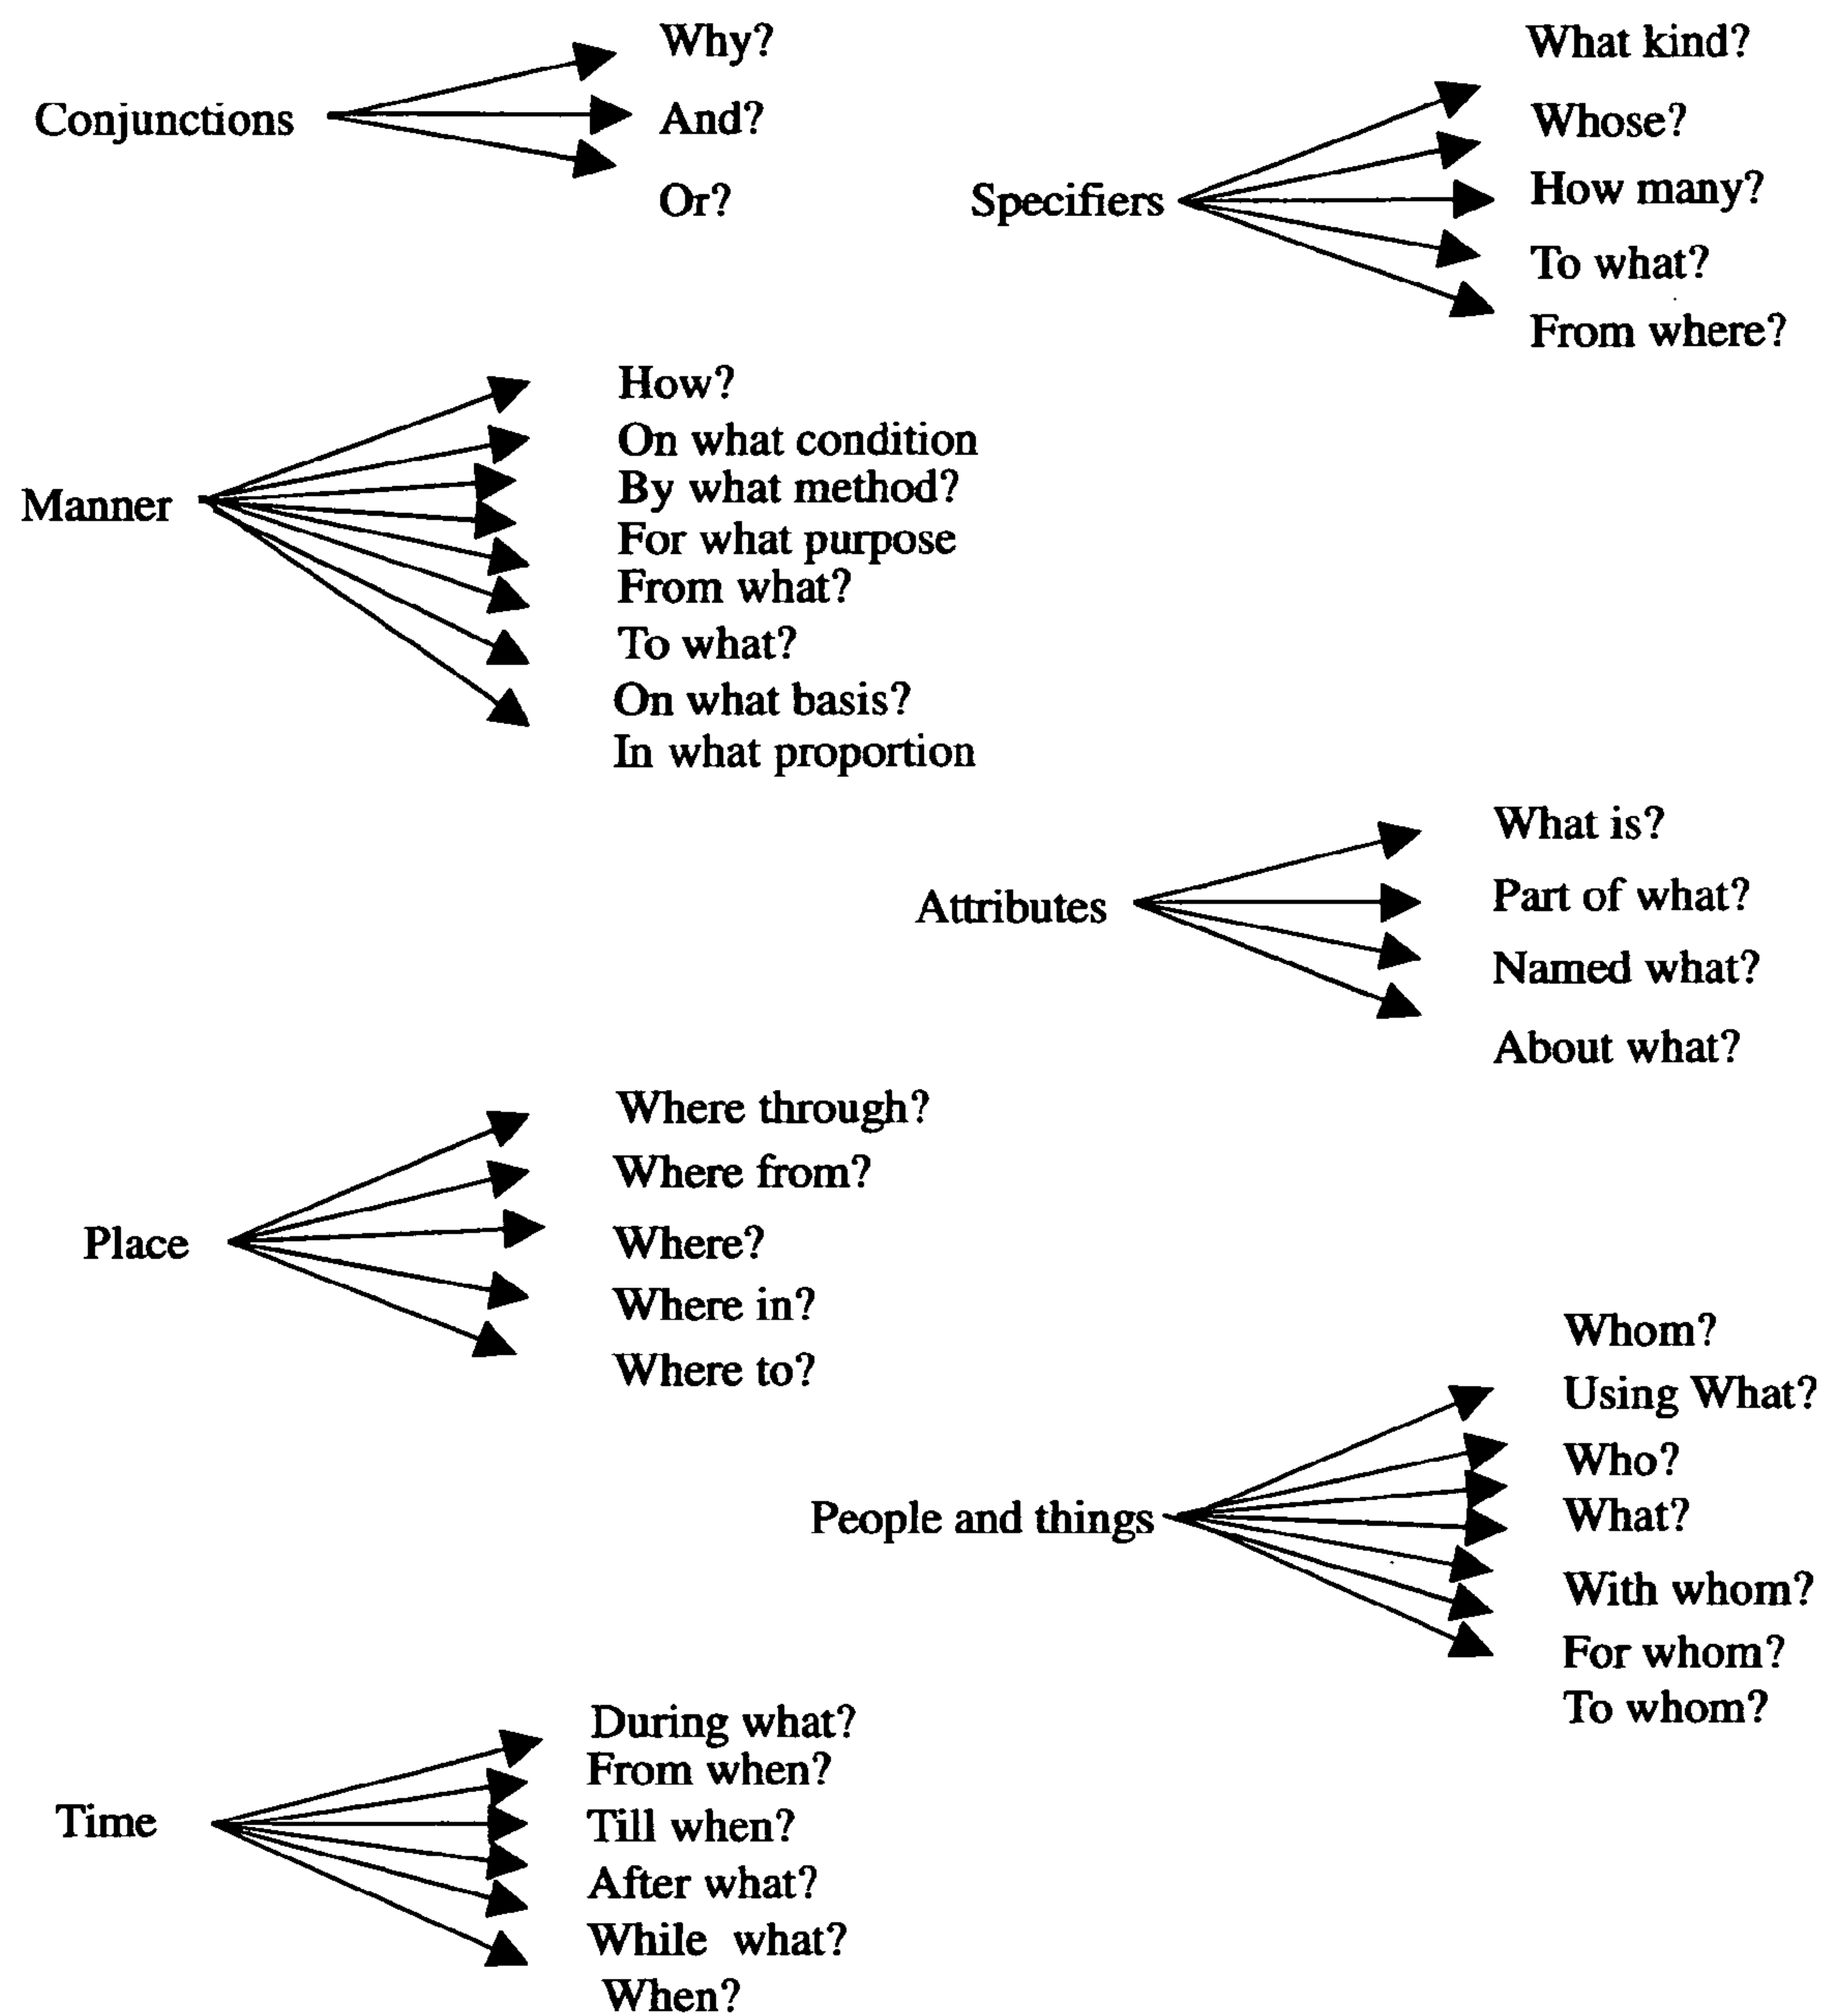 Conjunctions
Why?
And?
Or?
Specifiers
What kind?
Whose?
How many?
To what?
From where?
Manner
How?
On what condition
By what method?
For what purpose
From what?
To what?
On what basis?
In what proportion
Attributes
What is?
Part of what?
Named what?
About what?
Place
Where through?
Where from?
Where?
Where in?
Where to?
People and things
Whom?
Using What?
Who?
What?
With whom?
For whom?
To whom?
Time
During what?
From when?
Till when?
After what?
While what?
When?